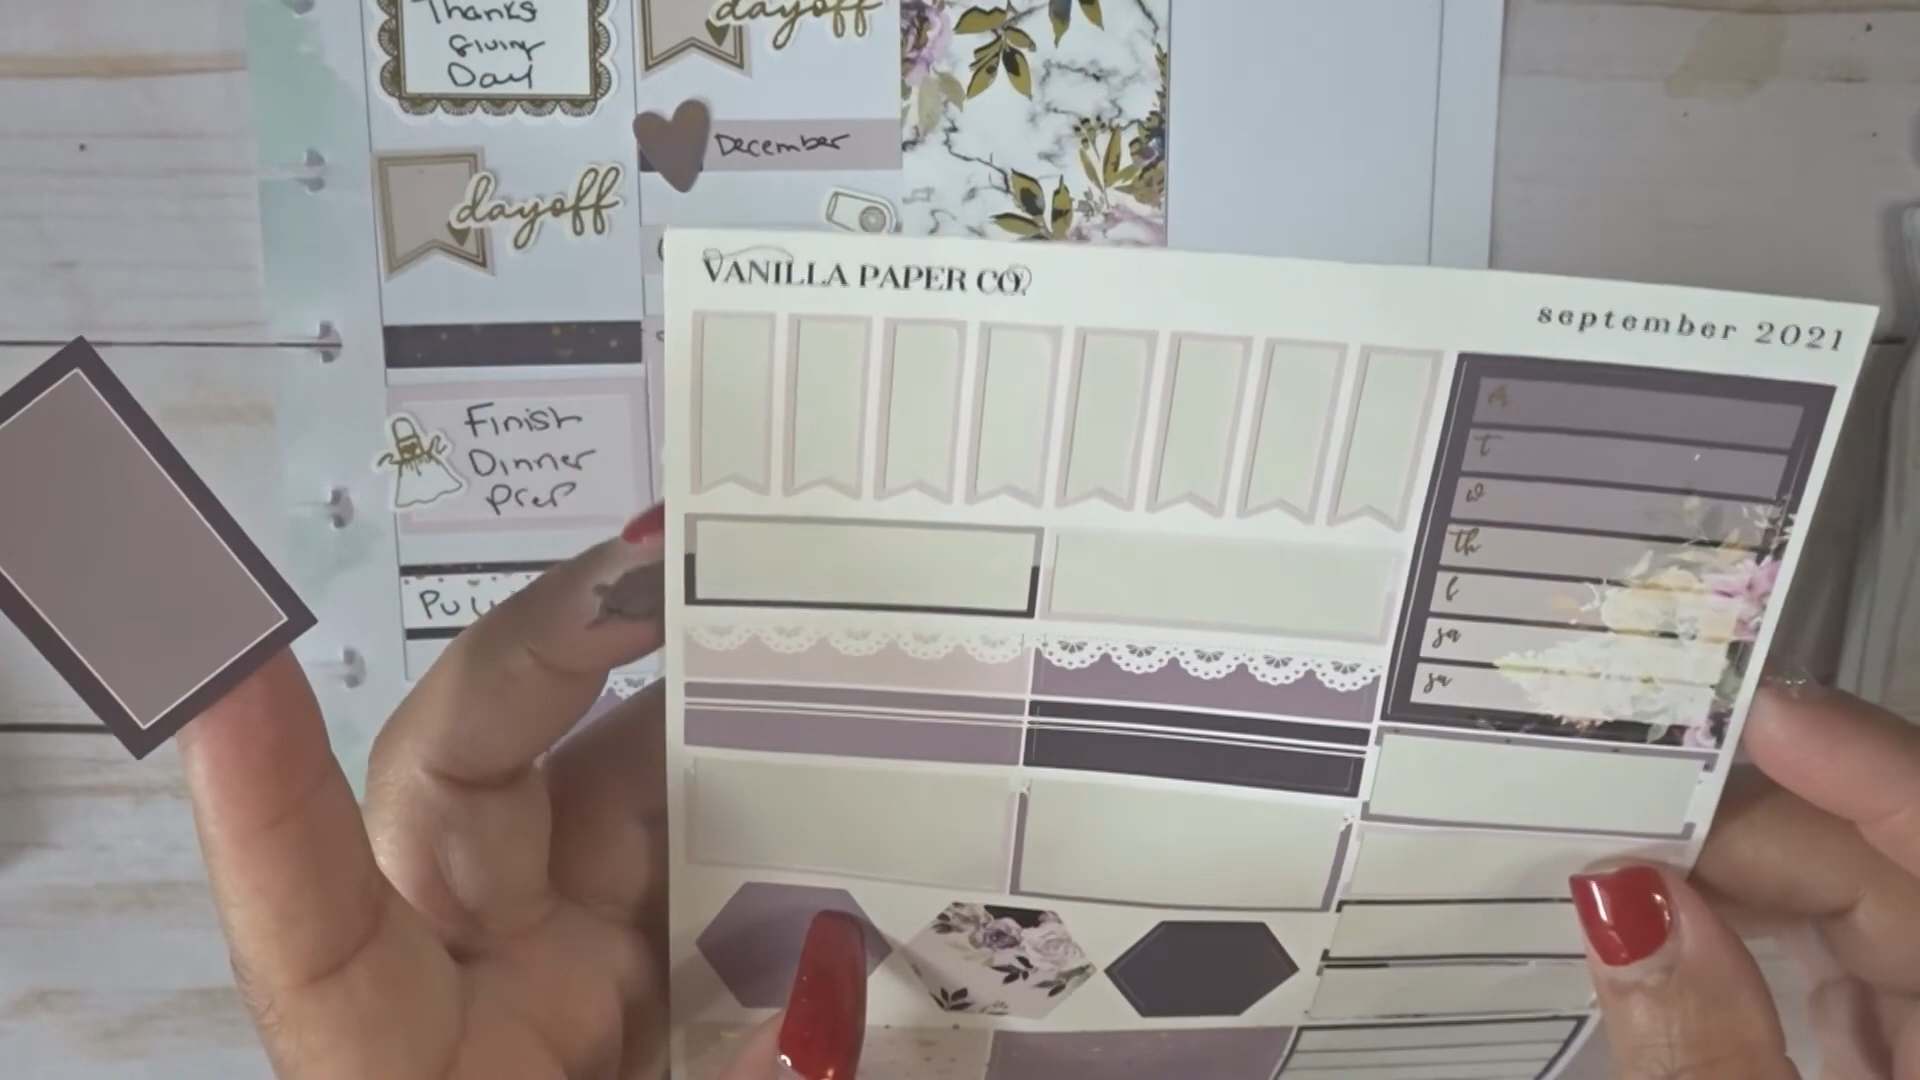 Thanks
Giving
Day
dayoff
December
dayoff
VANILLA PAPER CO.
september 2021
t
w
th
f
sa
su
Finish
Dinner
Prep